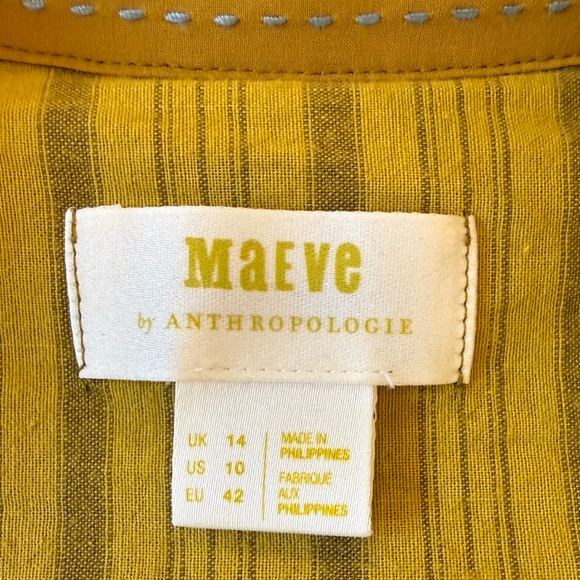 MaEVe
by ANTHROPOLOGIE
UK 14
US 10
EU 42
MADE IN
PHILIPPINES
FABRIQUÉ
AUX
PHILIPPINES